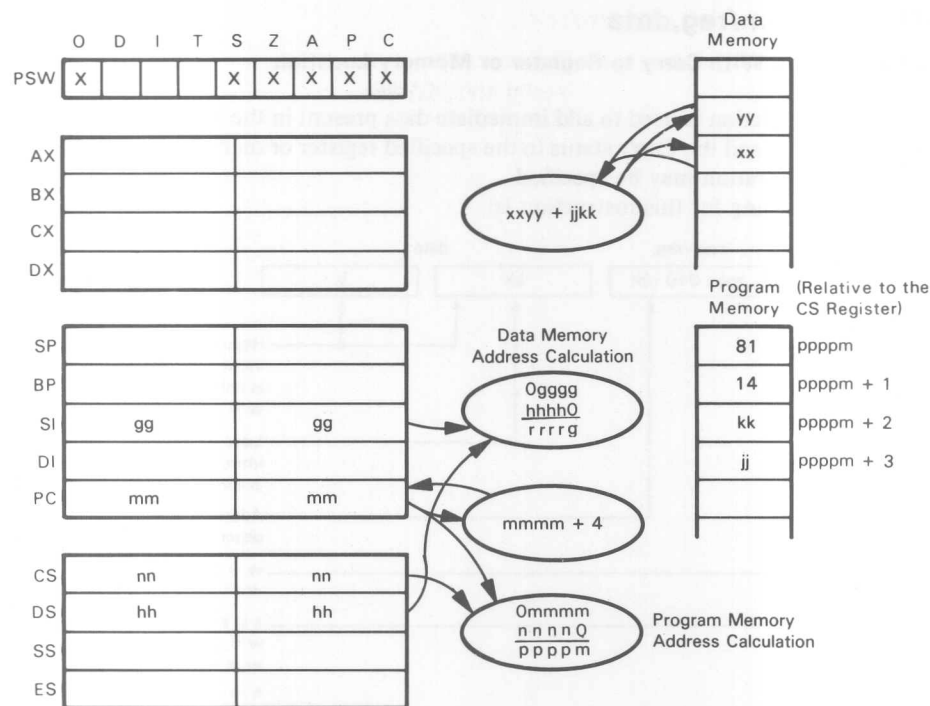 O D I T S Z A P C
PSW X X X X X X
AX
BX
CX
DX
SP
BP
SI gg gg
DI
PC mm mm
CS nn nn
DS hh hh
SS
ES
Data
Memory
yy
xx
xxyy + jjkk
Program (Relative to the
Memory CS Register)
81 ppppm
14 ppppm + 1
kk ppppm + 2
jj ppppm + 3
Data Memory
Address Calculation
0gggg
hhhh0
rrrrg
mmmm + 4
0mmmm
nnnn0
ppppm
Program Memory
Address Calculation